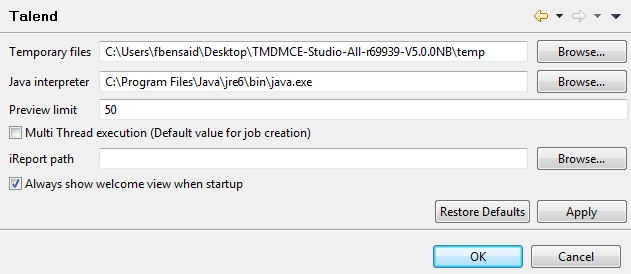 Talend
Temporary files C:\Users\fbensaid\Desktop\TMDMCE-Studio-All-r69939-V5.0.0NB\temp Browse...
Java interpreter C:\Program Files\Java\jre6\bin\java.exe Browse...
Preview limit 50
Multi Thread execution (Default value for job creation)
iReport path Browse...
Always show welcome view when startup
Restore Defaults Apply
OK Cancel